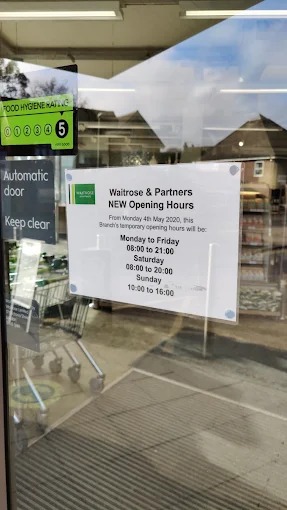 FOOD HYGIENE RATING
0 1 2 3 4 5
Automatic
door
Keep clear
WAITROSE
Waitrose & Partners
NEW Opening Hours
From Monday 4th May 2020, this
Branch's temporary opening hours will be:
Monday to Friday
08:00 to 21:00
Saturday
08:00 to 20:00
Sunday
10:00 to 16:00